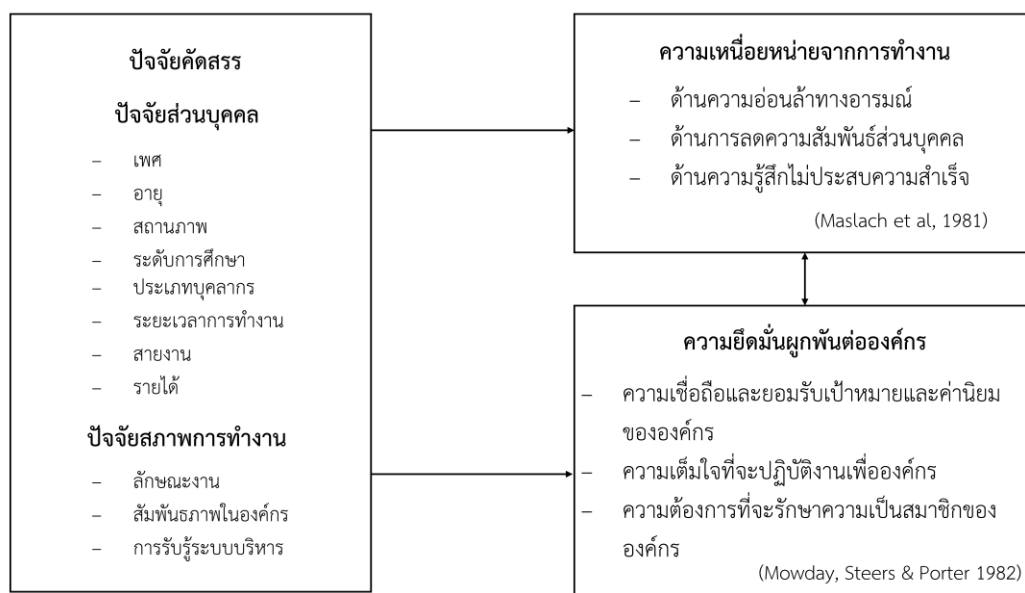 ปัจจัยคัดสรร
ปัจจัยส่วนบุคคล
– เพศ
– อายุ
– สถานภาพ
– ระดับการศึกษา
– ประเภทบุคลากร
– ระยะเวลาการทำงาน
– สายงาน
– รายได้
ปัจจัยสภาพการทำงาน
– ลักษณะงาน
– สัมพันธภาพในองค์กร
– การรับรู้ระบบบริหาร
ความเหนื่อยหน่ายจากการทำงาน
– ด้านความอ่อนล้าทางอารมณ์
– ด้านการลดความสัมพันธ์ส่วนบุคคล
– ด้านความรู้สึกไม่ประสบความสำเร็จ
(Maslach et al, 1981)
ความยึดมั่นผูกพันต่อองค์กร
– ความเชื่อถือและยอมรับเป้าหมายและค่านิยม
ขององค์กร
– ความเต็มใจที่จะปฏิบัติงานเพื่อองค์กร
– ความต้องการที่จะรักษาความเป็นสมาชิกของ
องค์กร
(Mowday, Steers & Porter 1982)